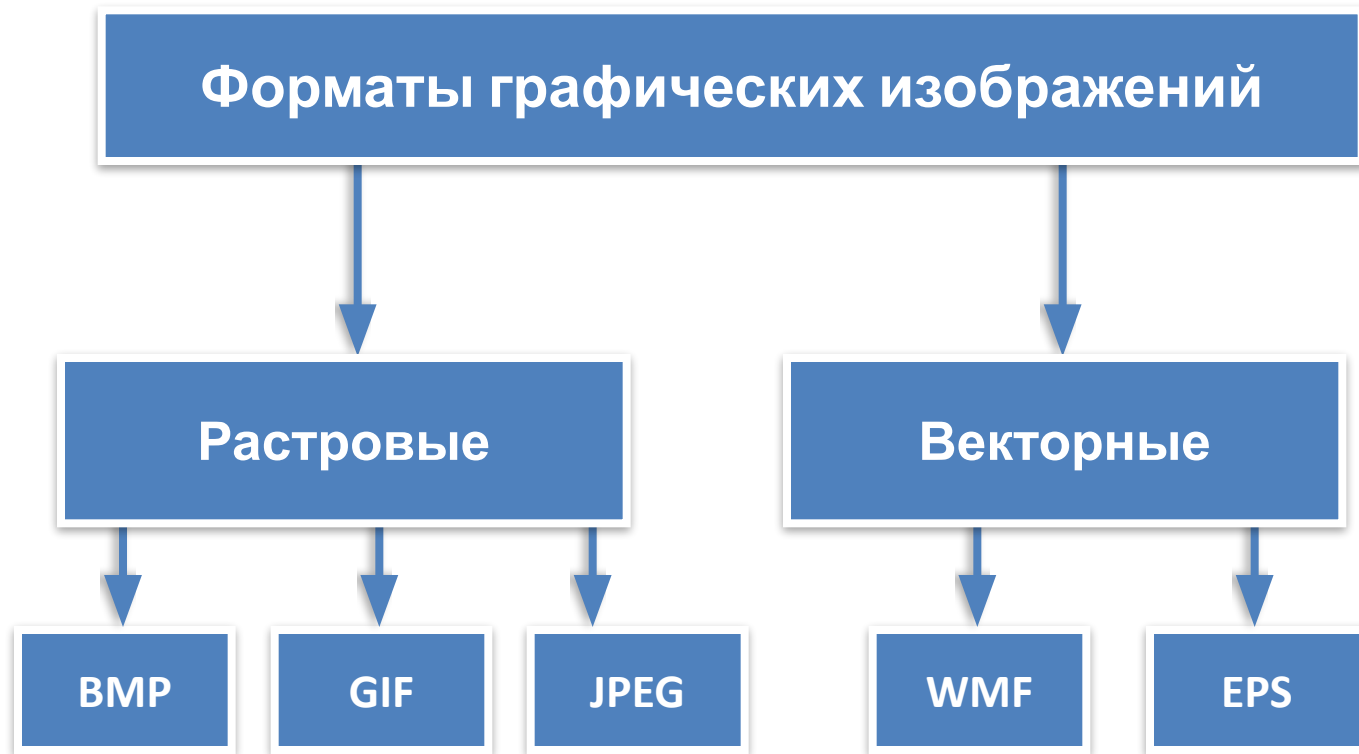 Форматы графических изображений
Растровые
Векторные
BMP
GIF
JPEG
WMF
EPS